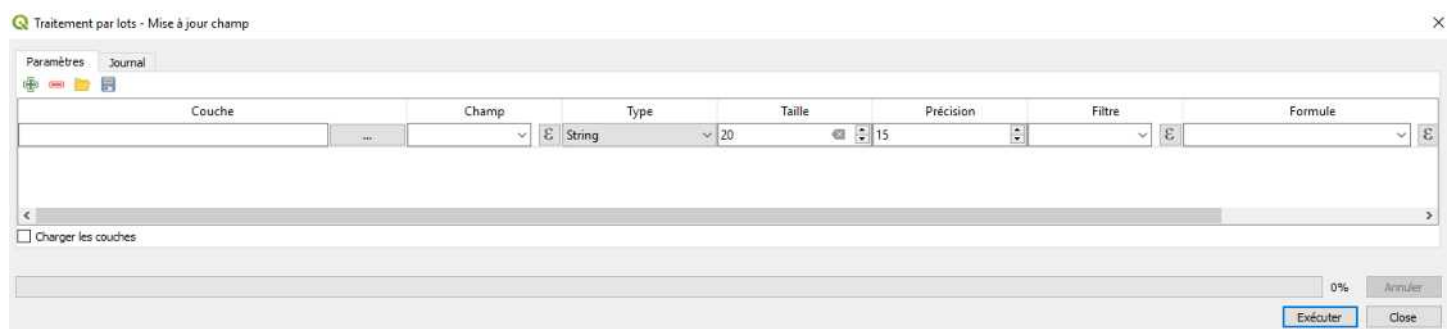 Traitement par lots - Mise à jour champ
Paramètres Journal
Couche Champ Type Taille Précision Filtre Formule
... ε String 20 15 ε ε
Charger les couches
0% Annuler
Exécuter Close